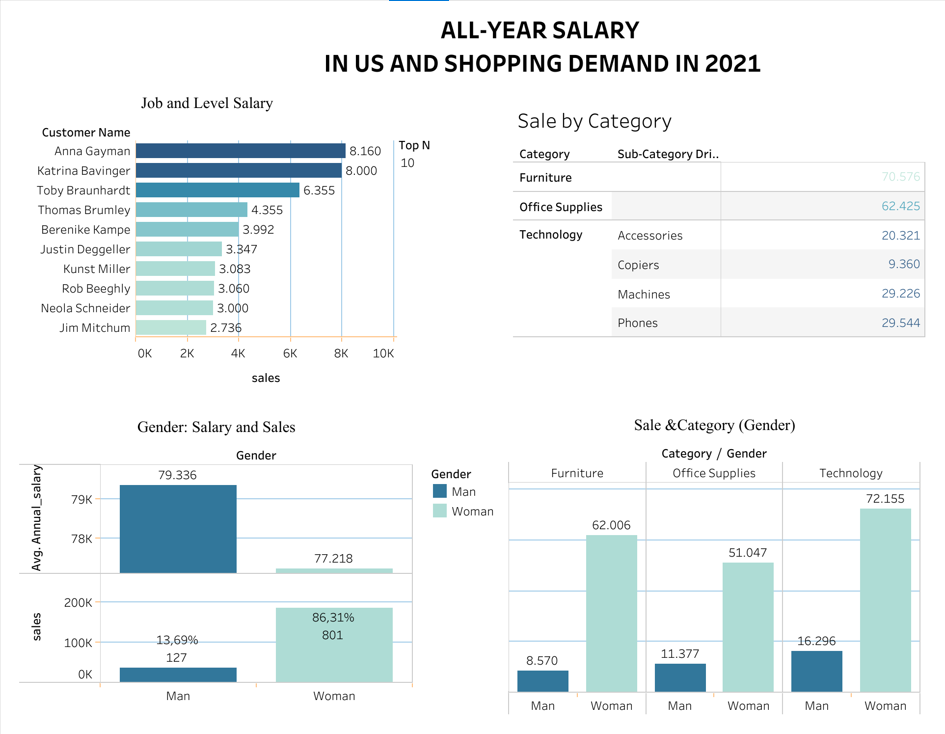 ALL-YEAR SALARY
IN US AND SHOPPING DEMAND IN 2021
Job and Level Salary
Customer Name
Anna Gayman 8.160
Katrina Bavinger 8.000
Toby Braunhardt 6.355
Thomas Brumley 4.355
Berenike Kampe 3.992
Justin Deggeller 3.347
Kunst Miller 3.083
Rob Beeghly 3.060
Neola Schneider 3.000
Jim Mitchum 2.736
0K 2K 4K 6K 8K 10K
sales
Top N
10
Sale by Category
Category Sub-Category Dri..
Furniture 70.576
Office Supplies 62.425
Technology Accessories 20.321
Copiers 9.360
Machines 29.226
Phones 29.544
Gender: Salary and Sales
Gender
Avg. Annual_salary
79K
78K
79.336
77.218
sales
200K
100K
0K
13,69%
127
86,31%
801
Man Woman
Gender
Man
Woman
Sale &Category (Gender)
Category / Gender
Furniture Office Supplies Technology
8.570 62.006 11.377 51.047 16.296 72.155
Man Woman Man Woman Man Woman